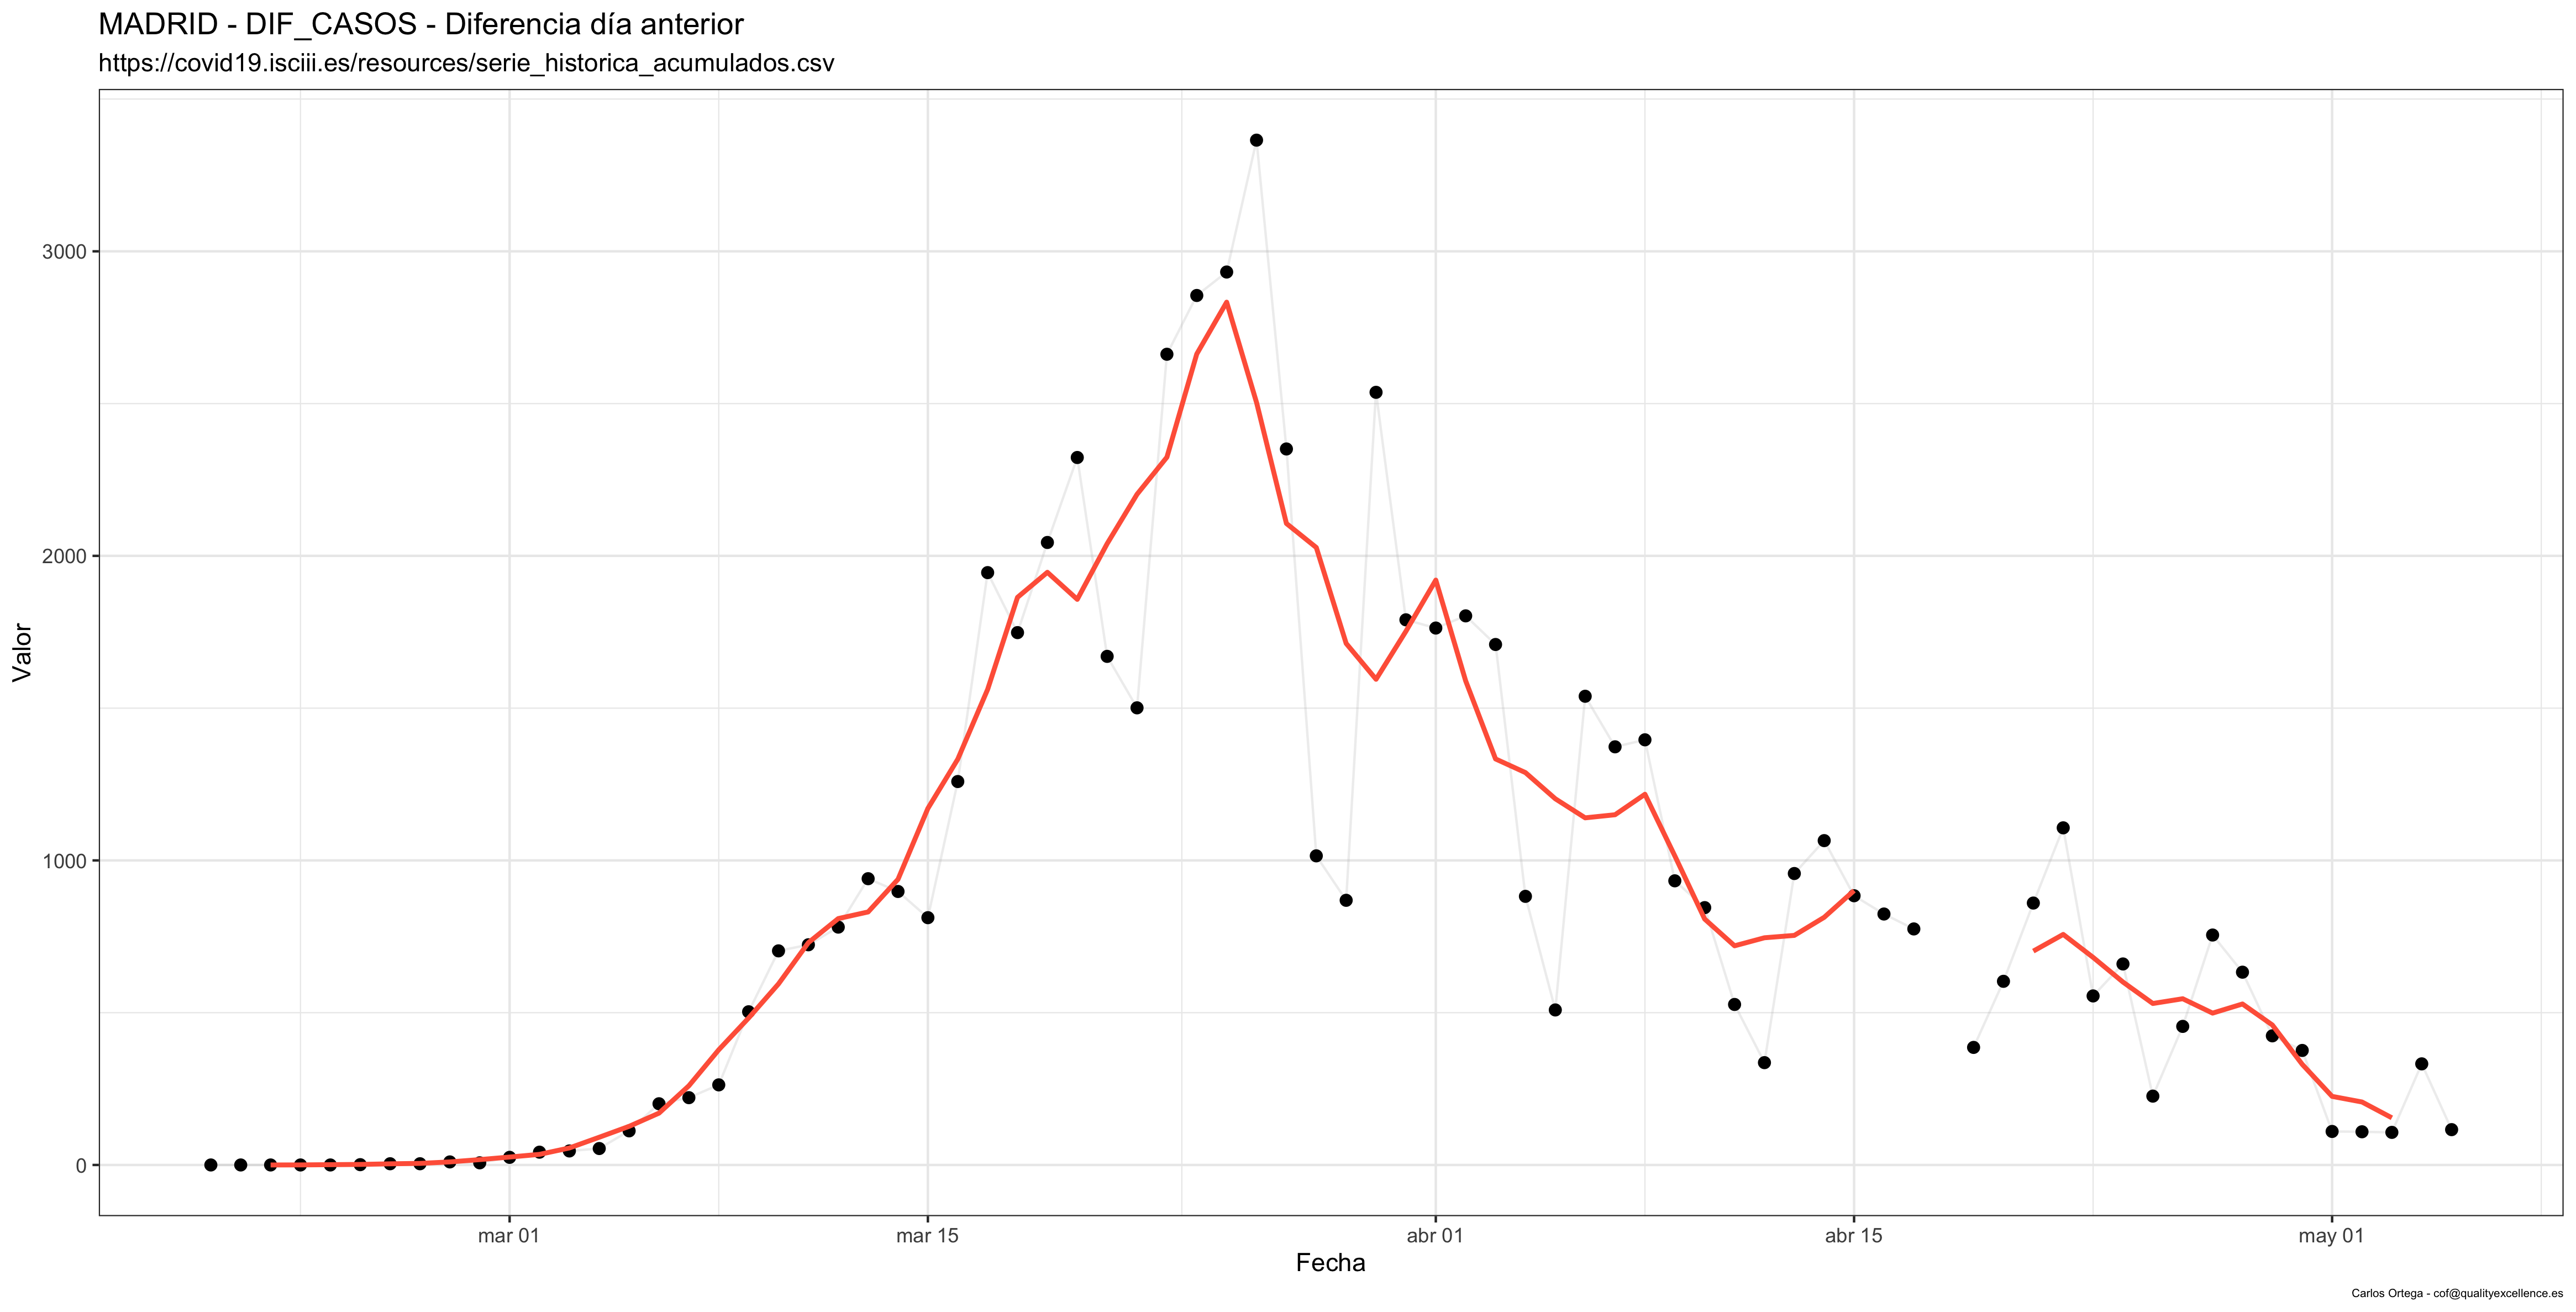 MADRID - DIF_CASOS - Diferencia día anterior
https://covid19.isciii.es/resources/serie_historica_acumulados.csv
Valor
3000
2000
1000
0
mar 01
mar 15
abr 01
abr 15
may 01
Fecha
Carlos Ortega - cof@qualityexcellence.es